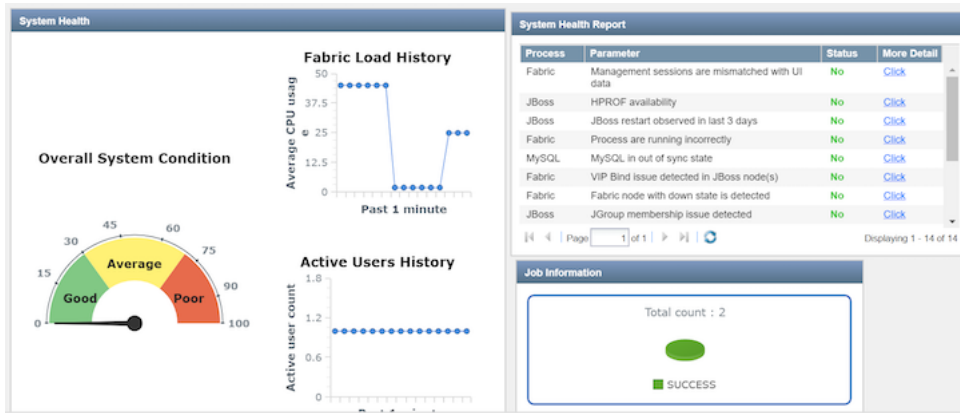 System Health
Fabric Load History
50
37.5
25
12.5
0
Average CPU usag
e
Past 1 minute
Overall System Condition
0
15
30
45
60
75
90
100
Good
Average
Poor
Active Users History
1.8
1.2
0.6
0
Active user count
Past 1 minute
System Health Report
Process Parameter Status More Detail
Fabric Management sessions are mismatched with UI No Click
data
JBoss HPROF availability No Click
JBoss JBoss restart observed in last 3 days No Click
Fabric Process are running incorrectly No Click
MySQL MySQL in out of sync state No Click
Fabric VIP Bind issue detected in JBoss node(s) No Click
Fabric Fabric node with down state is detected No Click
JBoss JGroup membership issue detected No Click
Page 1 of 1 Displaying 1 - 14 of 14
Job Information
Total count : 2
SUCCESS